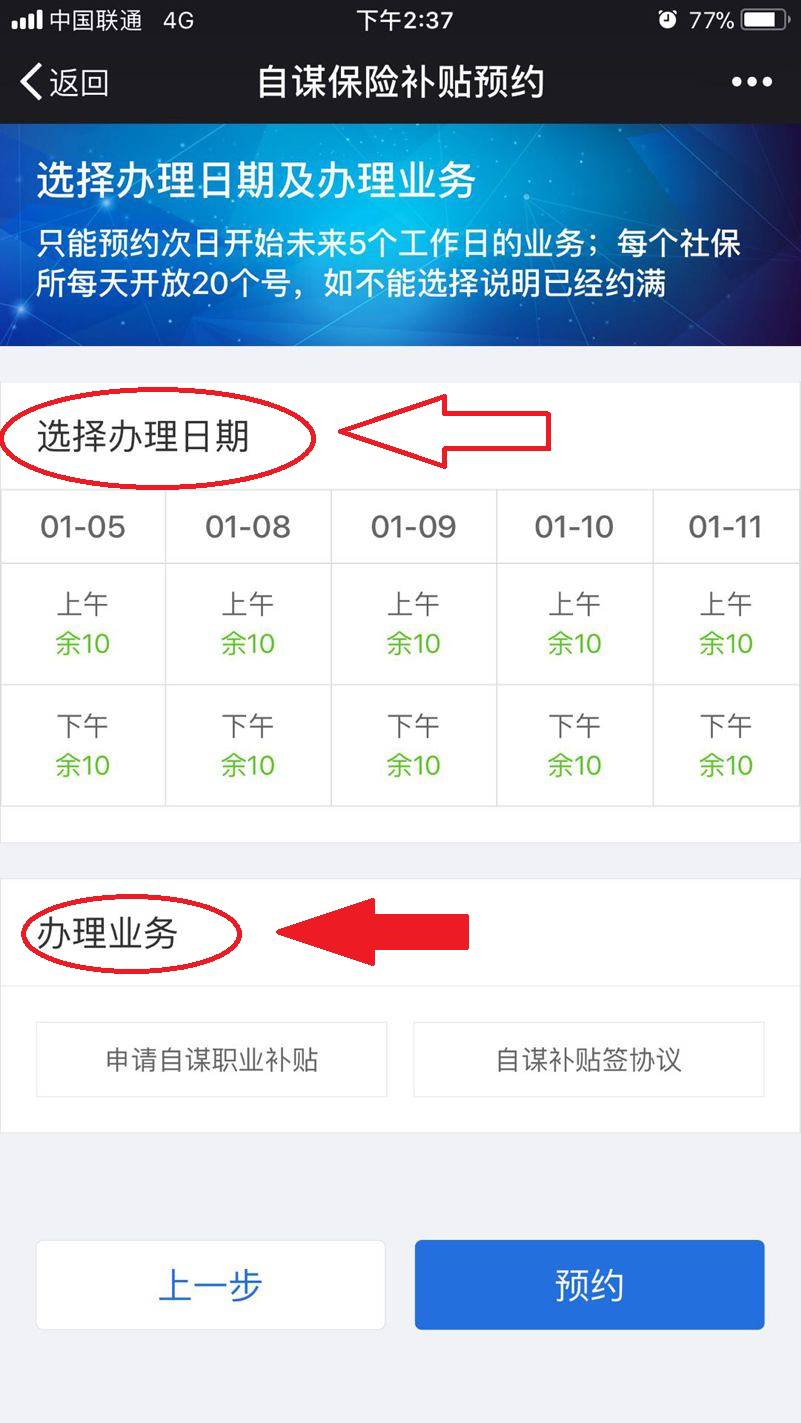 中国联通 4G 下午2:37 77%
返回 自谋保险补贴预约
选择办理日期及办理业务
只能预约次日开始未来5个工作日的业务；每个社保
所每天开放20个号，如不能选择说明已经约满
选择办理日期
01-05 01-08 01-09 01-10 01-11
上午 上午 上午 上午 上午
余10 余10 余10 余10 余10
下午 下午 下午 下午 下午
余10 余10 余10 余10 余10
办理业务
申请自谋职业补贴 自谋补贴签协议
上一步 预约